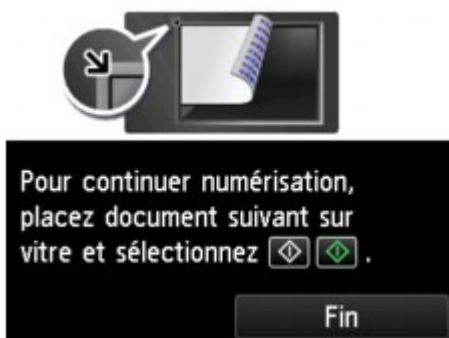 Pour continuer numérisation,
placez document suivant sur
vitre et sélectionnez .
Fin